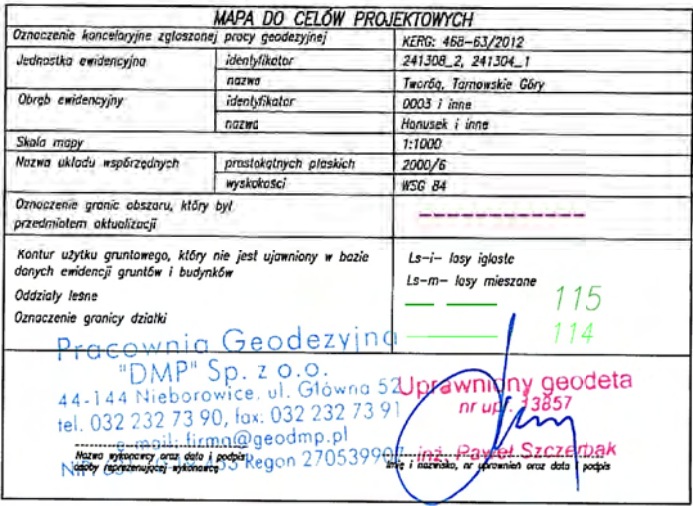 MAPA DO CELÓW PROJEKTOWYCH
Oznoczenie kancelaryjne zgłoszonej pracy geodezyjnej KERG: 468-63/2012
Jednostka ewidencyjna identyfikator 241308_2, 241304_1
nazwa Tworóg, Tarnowskie Góry
Obręb ewidencyjny identyfikator 0003 i inne
nazwa Hanusek i inne
Skala mapy 1:1000
Nazwa układu współrzędnych prostokątnych płaskich 2000/6
wysokości WSG 84
Oznaczenie granic obszaru, który był
przedmiotem aktualizacji
Kontur użytku gruntowego, który nie jest ujawniony w bazie
danych ewidencji gruntów i budynków
Ls-i- lasy iglaste
Ls-m- lasy mieszane
Oddziały leśne 115
Oznaczenie granicy działki 114
Pracownia Geodezyjna
"DMP" Sp. z o.o.
44-144 Nieborowice, ul. Główna 52
tel. 032 232 73 90, fax: 032 232 73 91
e-mail: firma@geodmp.pl
NIP Regon 270539907
Nazwa wykonawcy oraz data i podpis
osoby reprezentującej wykonawcę
Uprawniony geodeta
nr upr. 13857
inż. Paweł Szczerbak
Imię i nazwisko, nr uprawnień oraz data i podpis